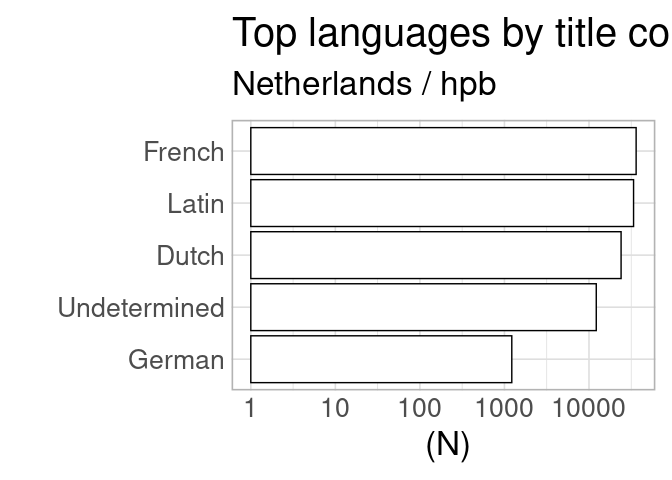 Top languages by title co
Netherlands / hpb
French
Latin
Dutch
Undetermined
German
1 10 100 1000 10000
(N)